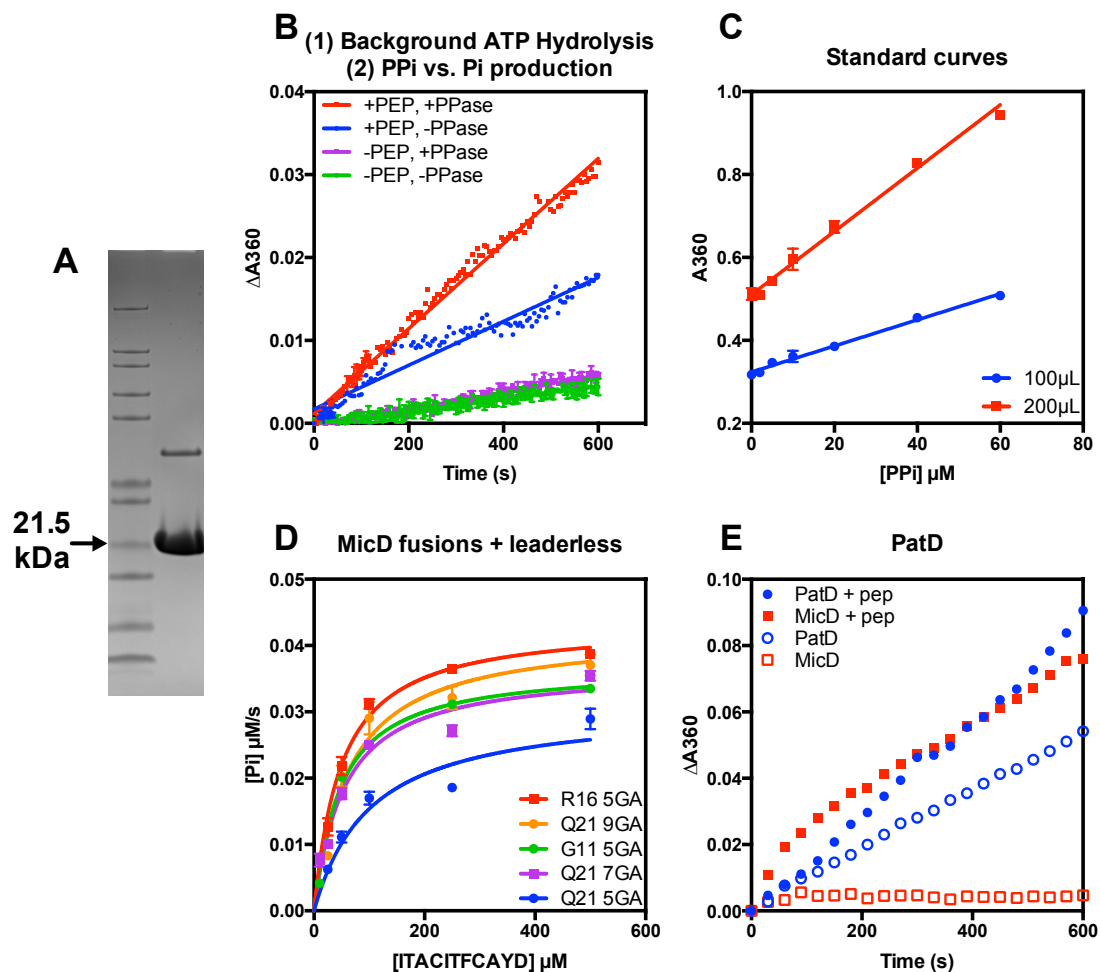 A
21.5
kDa
B
(1) Background ATP Hydrolysis
(2) PPi vs. Pi production
+PEP, +PPase
+PEP, -PPase
-PEP, +PPase
-PEP, -PPase
0.04
0.03
0.02
0.01
0.00
ΔA360
0
200
400
600
Time (s)
C
Standard curves
1.0
0.8
0.6
0.4
0.2
A360
100µL
200µL
0
20
40
60
80
[PPi] µM
D
MicD fusions + leaderless
0.05
0.04
0.03
0.02
0.01
0.00
[Pi] µM/s
R16 5GA
Q21 9GA
G11 5GA
Q21 7GA
Q21 5GA
0
200
400
600
[ITACITFCAYD] µM
E
PatD
PatD + pep
MicD + pep
PatD
MicD
0.10
0.08
0.06
0.04
0.02
0.00
ΔA360
0
200
400
600
Time (s)